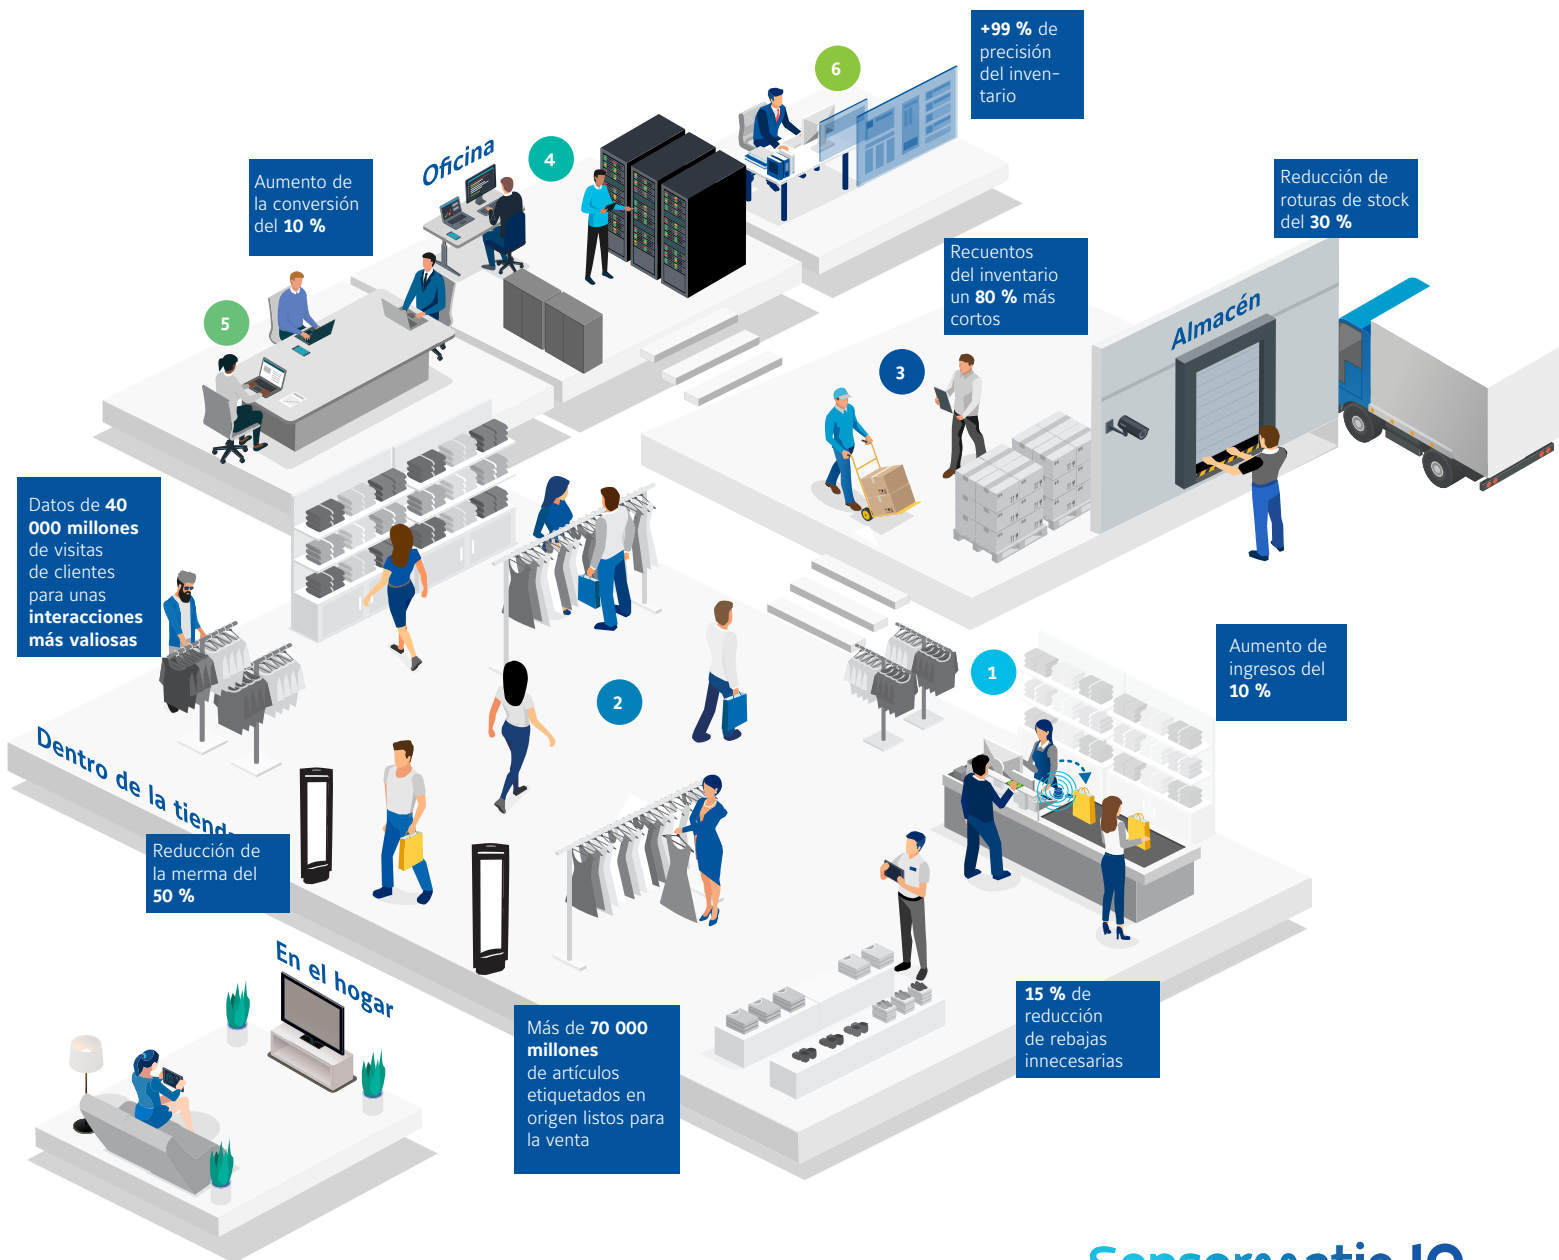 +99 % de
precisión
del inven-
tario
6
Oficina
4
Aumento de
la conversión
del 10 %
Reducción de
roturas de stock
del 30 %
Recuentos
del inventario
un 80 % más
cortos
Almacén
5
3
Datos de 40
000 millones
de visitas
de clientes
para unas
interacciones
más valiosas
1
Aumento de
ingresos del
10 %
2
Dentro de la tienda
Reducción de
la merma del
50 %
En el hogar
15 % de
reducción
de rebajas
innecesarias
Más de 70 000
millones
de artículos
etiquetados en
origen listos para
la venta
Sensormatic IQ